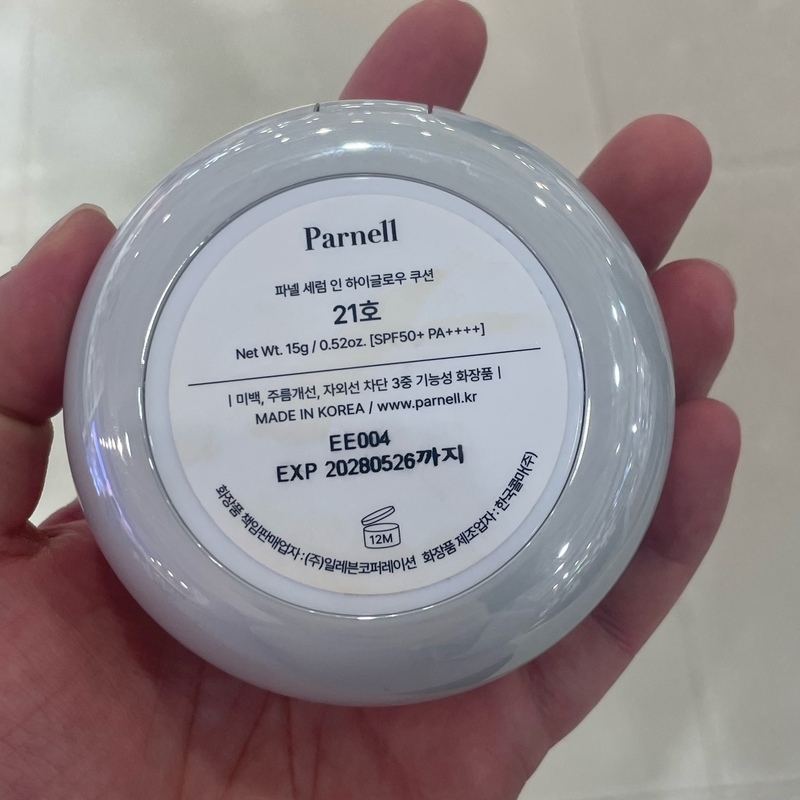 Parnell
파넬 세럼 인 하이글로우 쿠션
21호
Net Wt. 15g / 0.52oz. [SPF50+ PA++++]
| 미백, 주름개선, 자외선 차단 3중 기능성 화장품 |
MADE IN KOREA / www.parnell.kr
EE004
EXP 20280526까지
12M
화장품 책임판매업자 : (주)일레븐코퍼레이션 화장품 제조업자 : 한국콜마(주)